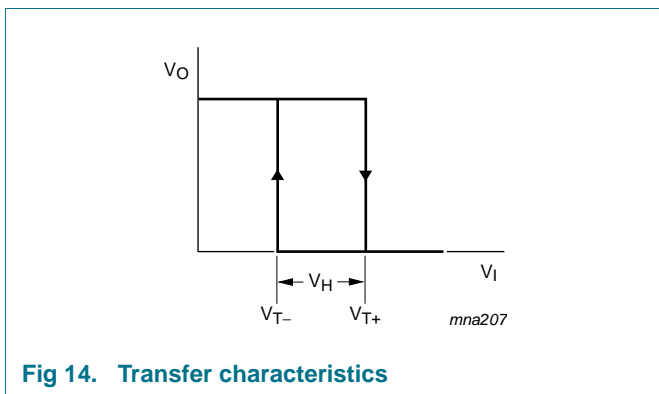 VO
VI
VH
VT− VT+
mna207
Fig 14. Transfer characteristics